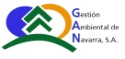 Gestión
Ambiental de
Navarra, S.A.